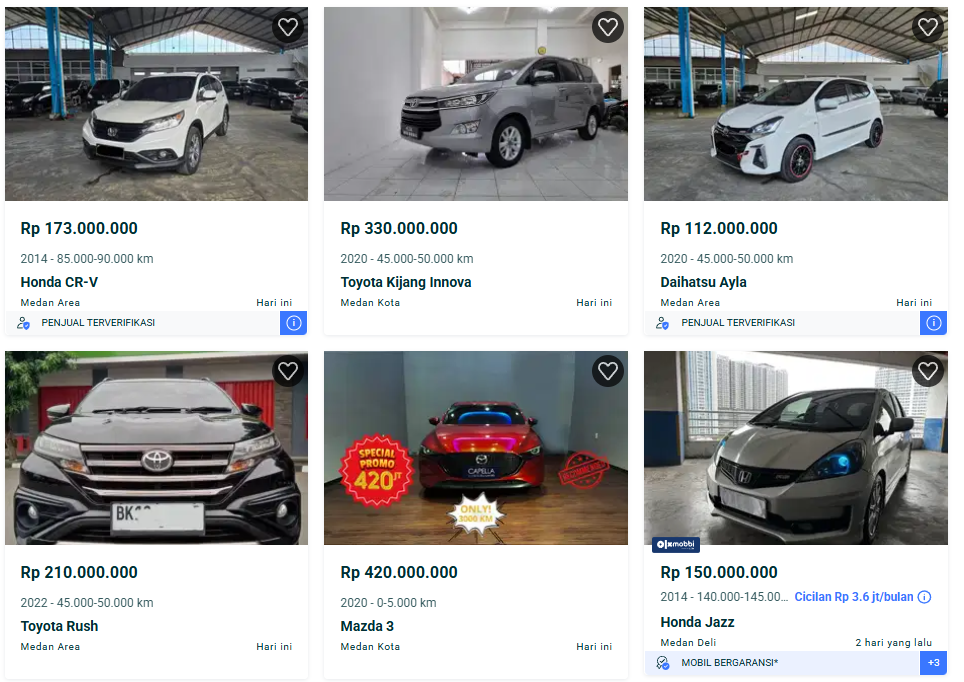 Rp 173.000.000
2014 - 85.000-90.000 km
Honda CR-V
Medan Area Hari ini
PENJUAL TERVERIFIKASI
Rp 330.000.000
2020 - 45.000-50.000 km
Toyota Kijang Innova
Medan Kota Hari ini
Rp 112.000.000
2020 - 45.000-50.000 km
Daihatsu Ayla
Medan Area Hari ini
PENJUAL TERVERIFIKASI
BK
Rp 210.000.000
2022 - 45.000-50.000 km
Toyota Rush
Medan Area Hari ini
SPECIAL
PROMO
420JT
CAPELLA
ONLY!
3000 KM
Rp 420.000.000
2020 - 0-5.000 km
Mazda 3
Medan Kota Hari ini
olxmobbi
Rp 150.000.000
2014 - 140.000-145.00... Cicilan Rp 3.6 jt/bulan
Honda Jazz
Medan Deli 2 hari yang lalu
MOBIL BERGARANSI* +3